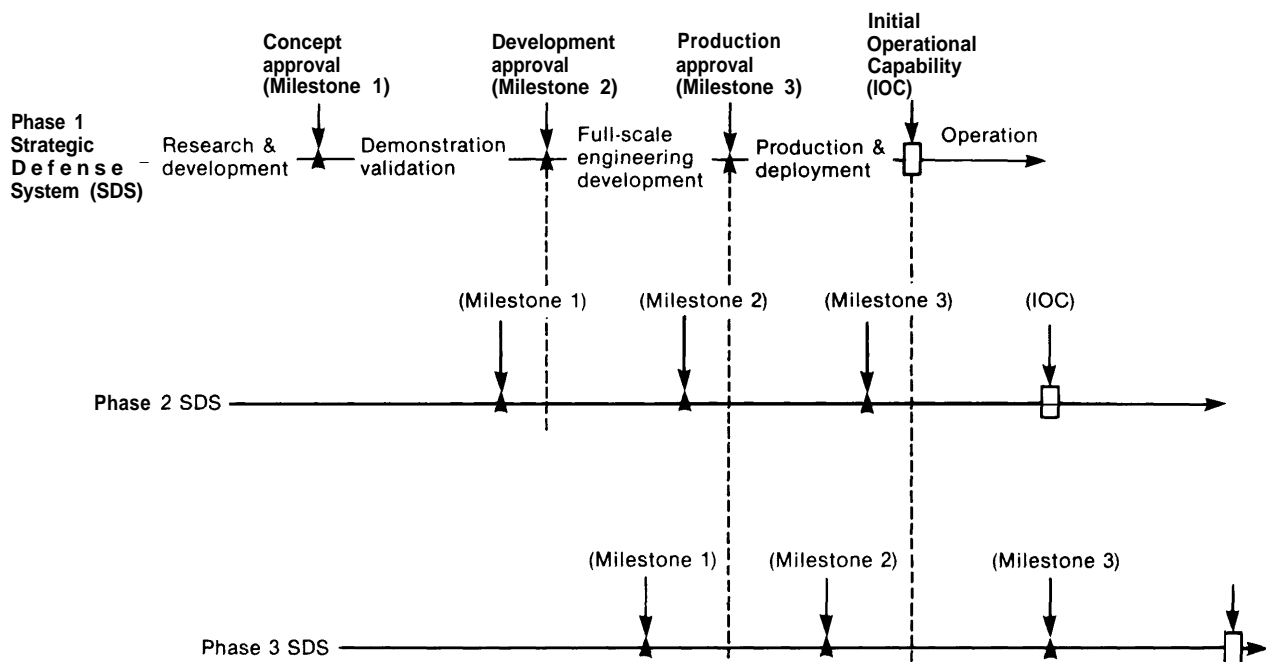 Concept
approval
(Milestone 1)
Development
approval
(Milestone 2)
Production
approval
(Milestone 3)
Initial
Operational
Capability
(IOC)
Phase 1
Strategic
Defense
System (SDS)
Research &
development
Demonstration
validation
Full-scale
engineering
development
Production &
deployment
Operation
(Milestone 1)
(Milestone 2)
(Milestone 3)
(IOC)
Phase 2 SDS
(Milestone 1)
(Milestone 2)
(Milestone 3)
Phase 3 SDS